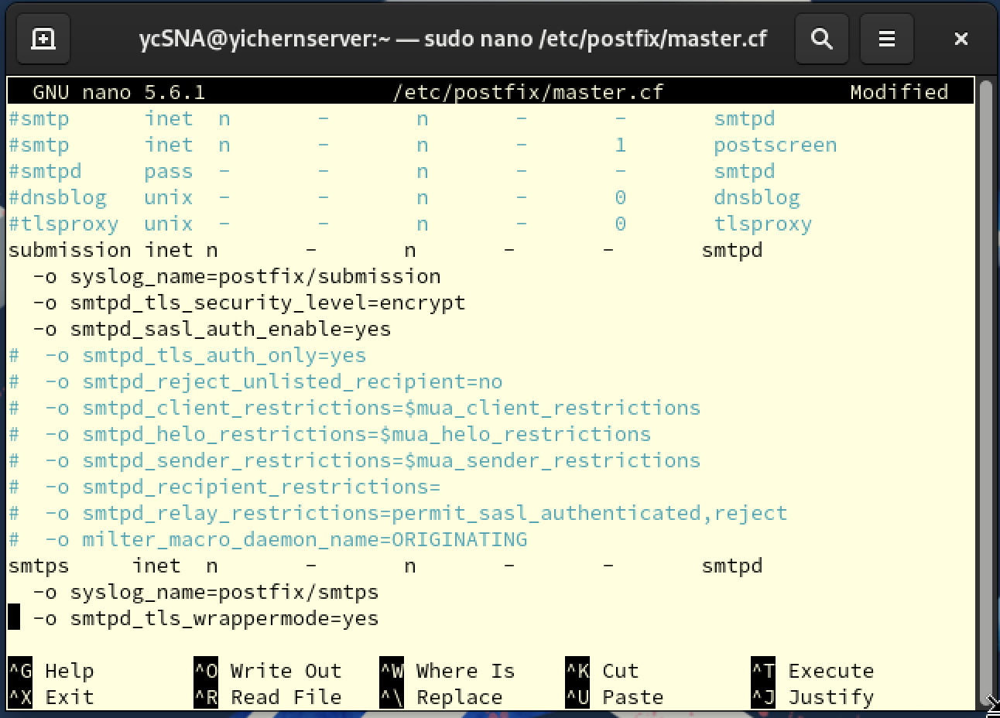 ycSNA@yichernserver:~ — sudo nano /etc/postfix/master.cf
GNU nano 5.6.1 /etc/postfix/master.cf Modified
#smtp inet n - n - - smtpd
#smtp inet n - n - 1 postscreen
#smtpd pass - - n - - smtpd
#dnsblog unix - - n - 0 dnsblog
#tlsproxy unix - - n - 0 tlsproxy
submission inet n - n - - smtpd
-o syslog_name=postfix/submission
-o smtpd_tls_security_level=encrypt
-o smtpd_sasl_auth_enable=yes
# -o smtpd_tls_auth_only=yes
# -o smtpd_reject_unlisted_recipient=no
# -o smtpd_client_restrictions=$mua_client_restrictions
# -o smtpd_helo_restrictions=$mua_helo_restrictions
# -o smtpd_sender_restrictions=$mua_sender_restrictions
# -o smtpd_recipient_restrictions=
# -o smtpd_relay_restrictions=permit_sasl_authenticated,reject
# -o milter_macro_daemon_name=ORIGINATING
smtps inet n - n - - smtpd
-o syslog_name=postfix/smtps
-o smtpd_tls_wrappermode=yes
^G Help ^O Write Out ^W Where Is ^K Cut ^T Execute
^X Exit ^R Read File ^\ Replace ^U Paste ^J Justify